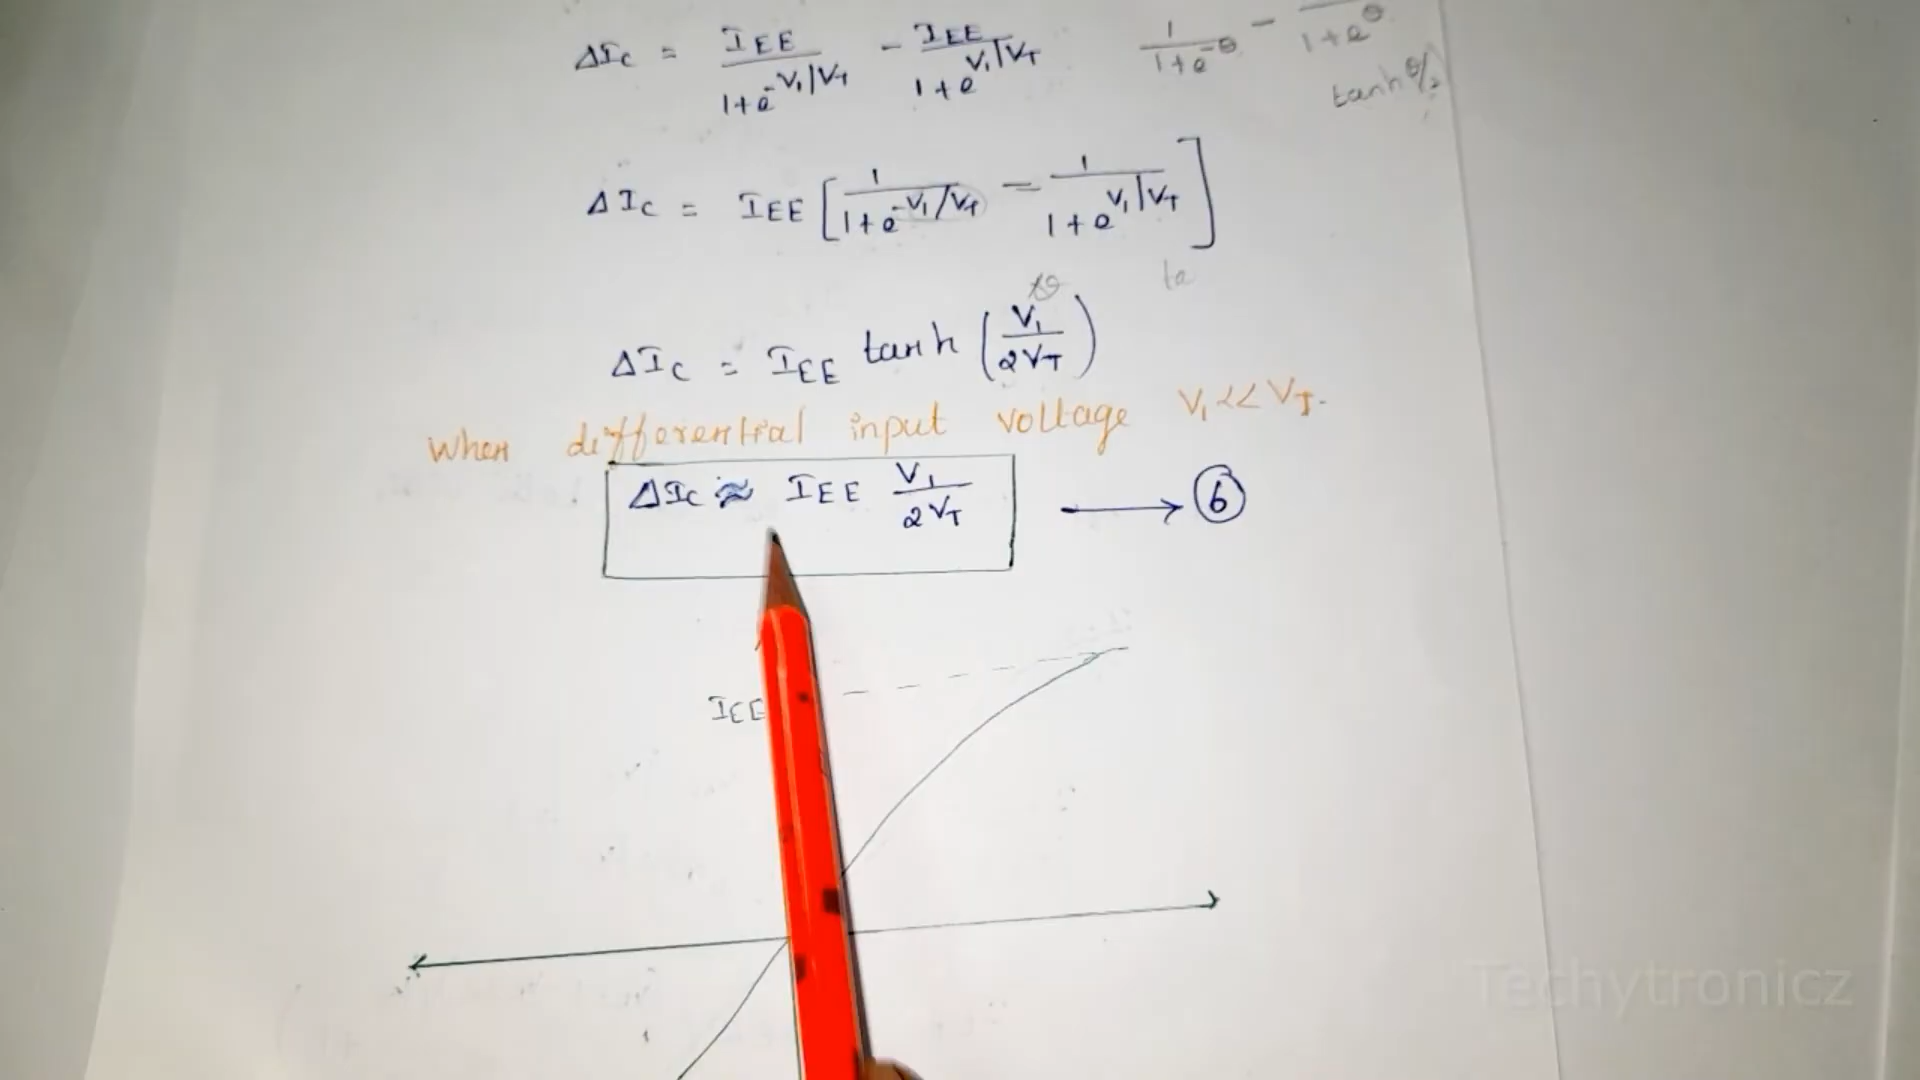 ΔIC = IEE / 1+e^-V1/VT - IEE / 1+e^V1/VT
1 / 1+e^-θ - / 1+e^θ
tanh θ/2
ΔIC = IEE [ 1 / 1+e^-V1/VT - 1 / 1+e^V1/VT ]
ta
ΔIC = IEE tanh (V1 / 2VT)
When differential input voltage V1 << VT.
ΔIC ≈ IEE V1 / 2VT → 6
IEE
Techytronicz